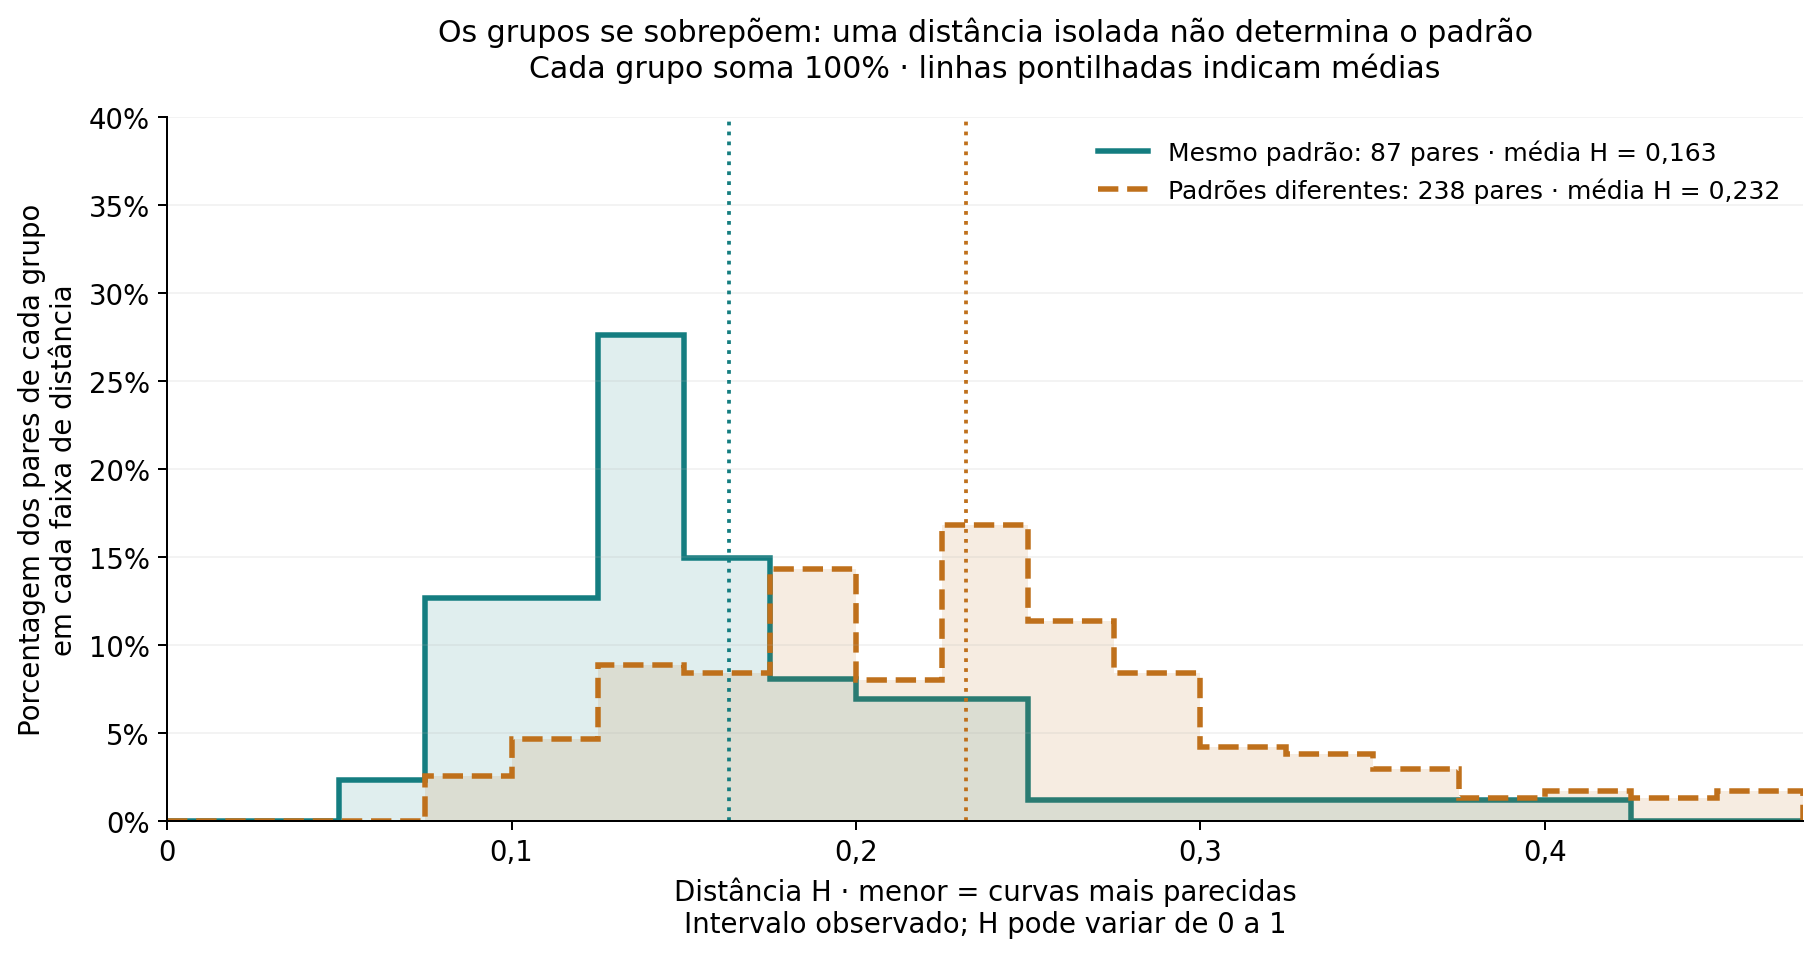 Os grupos se sobrepõem: uma distância isolada não determina o padrão
Cada grupo soma 100% · linhas pontilhadas indicam médias
Mesmo padrão: 87 pares · média H = 0,163
Padrões diferentes: 238 pares · média H = 0,232
Porcentagem dos pares de cada grupo
em cada faixa de distância
40%
35%
30%
25%
20%
15%
10%
5%
0%
0
0,1
0,2
0,3
0,4
Distância H · menor = curvas mais parecidas
Intervalo observado; H pode variar de 0 a 1